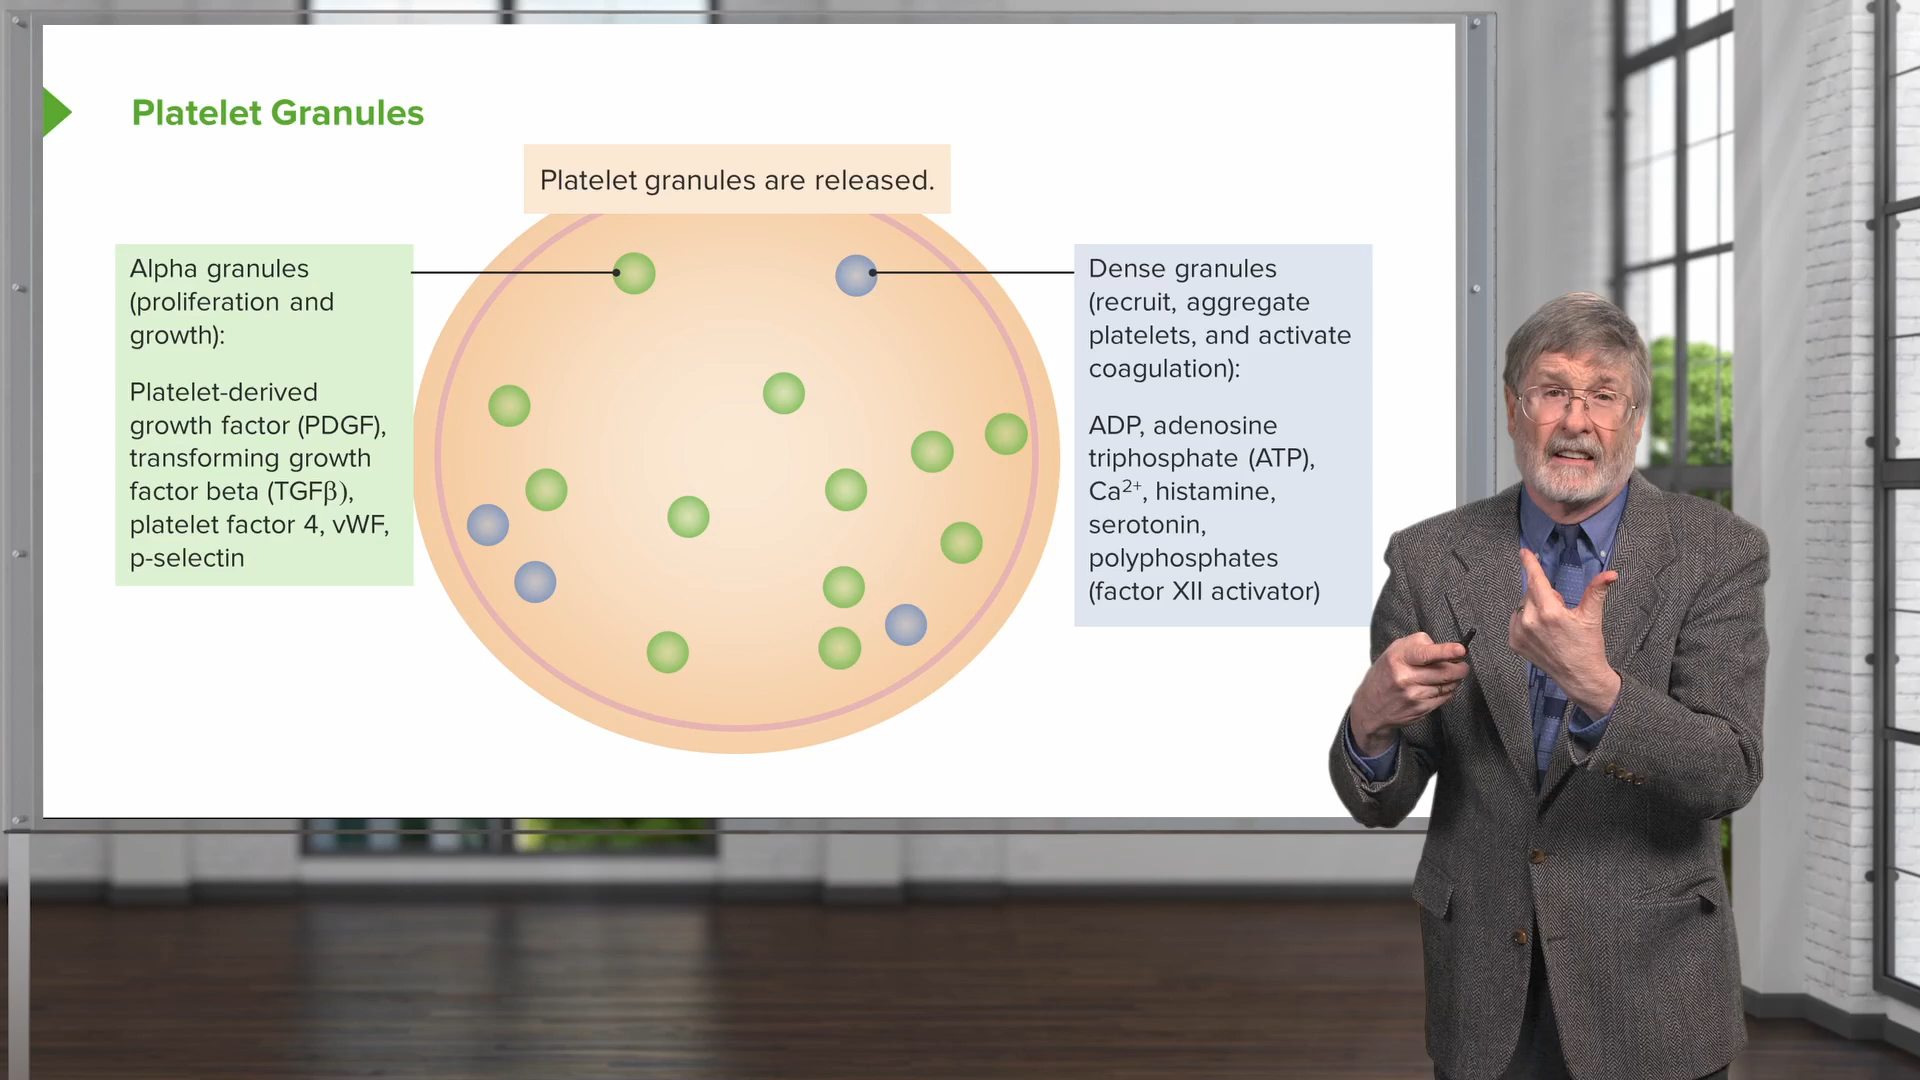 Platelet Granules
Platelet granules are released.
Alpha granules
(proliferation and
growth):
Platelet-derived
growth factor (PDGF),
transforming growth
factor beta (TGFβ),
platelet factor 4, vWF,
p-selectin
Dense granules
(recruit, aggregate
platelets, and activate
coagulation):
ADP, adenosine
triphosphate (ATP),
Ca²⁺, histamine,
serotonin,
polyphosphates
(factor XII activator)